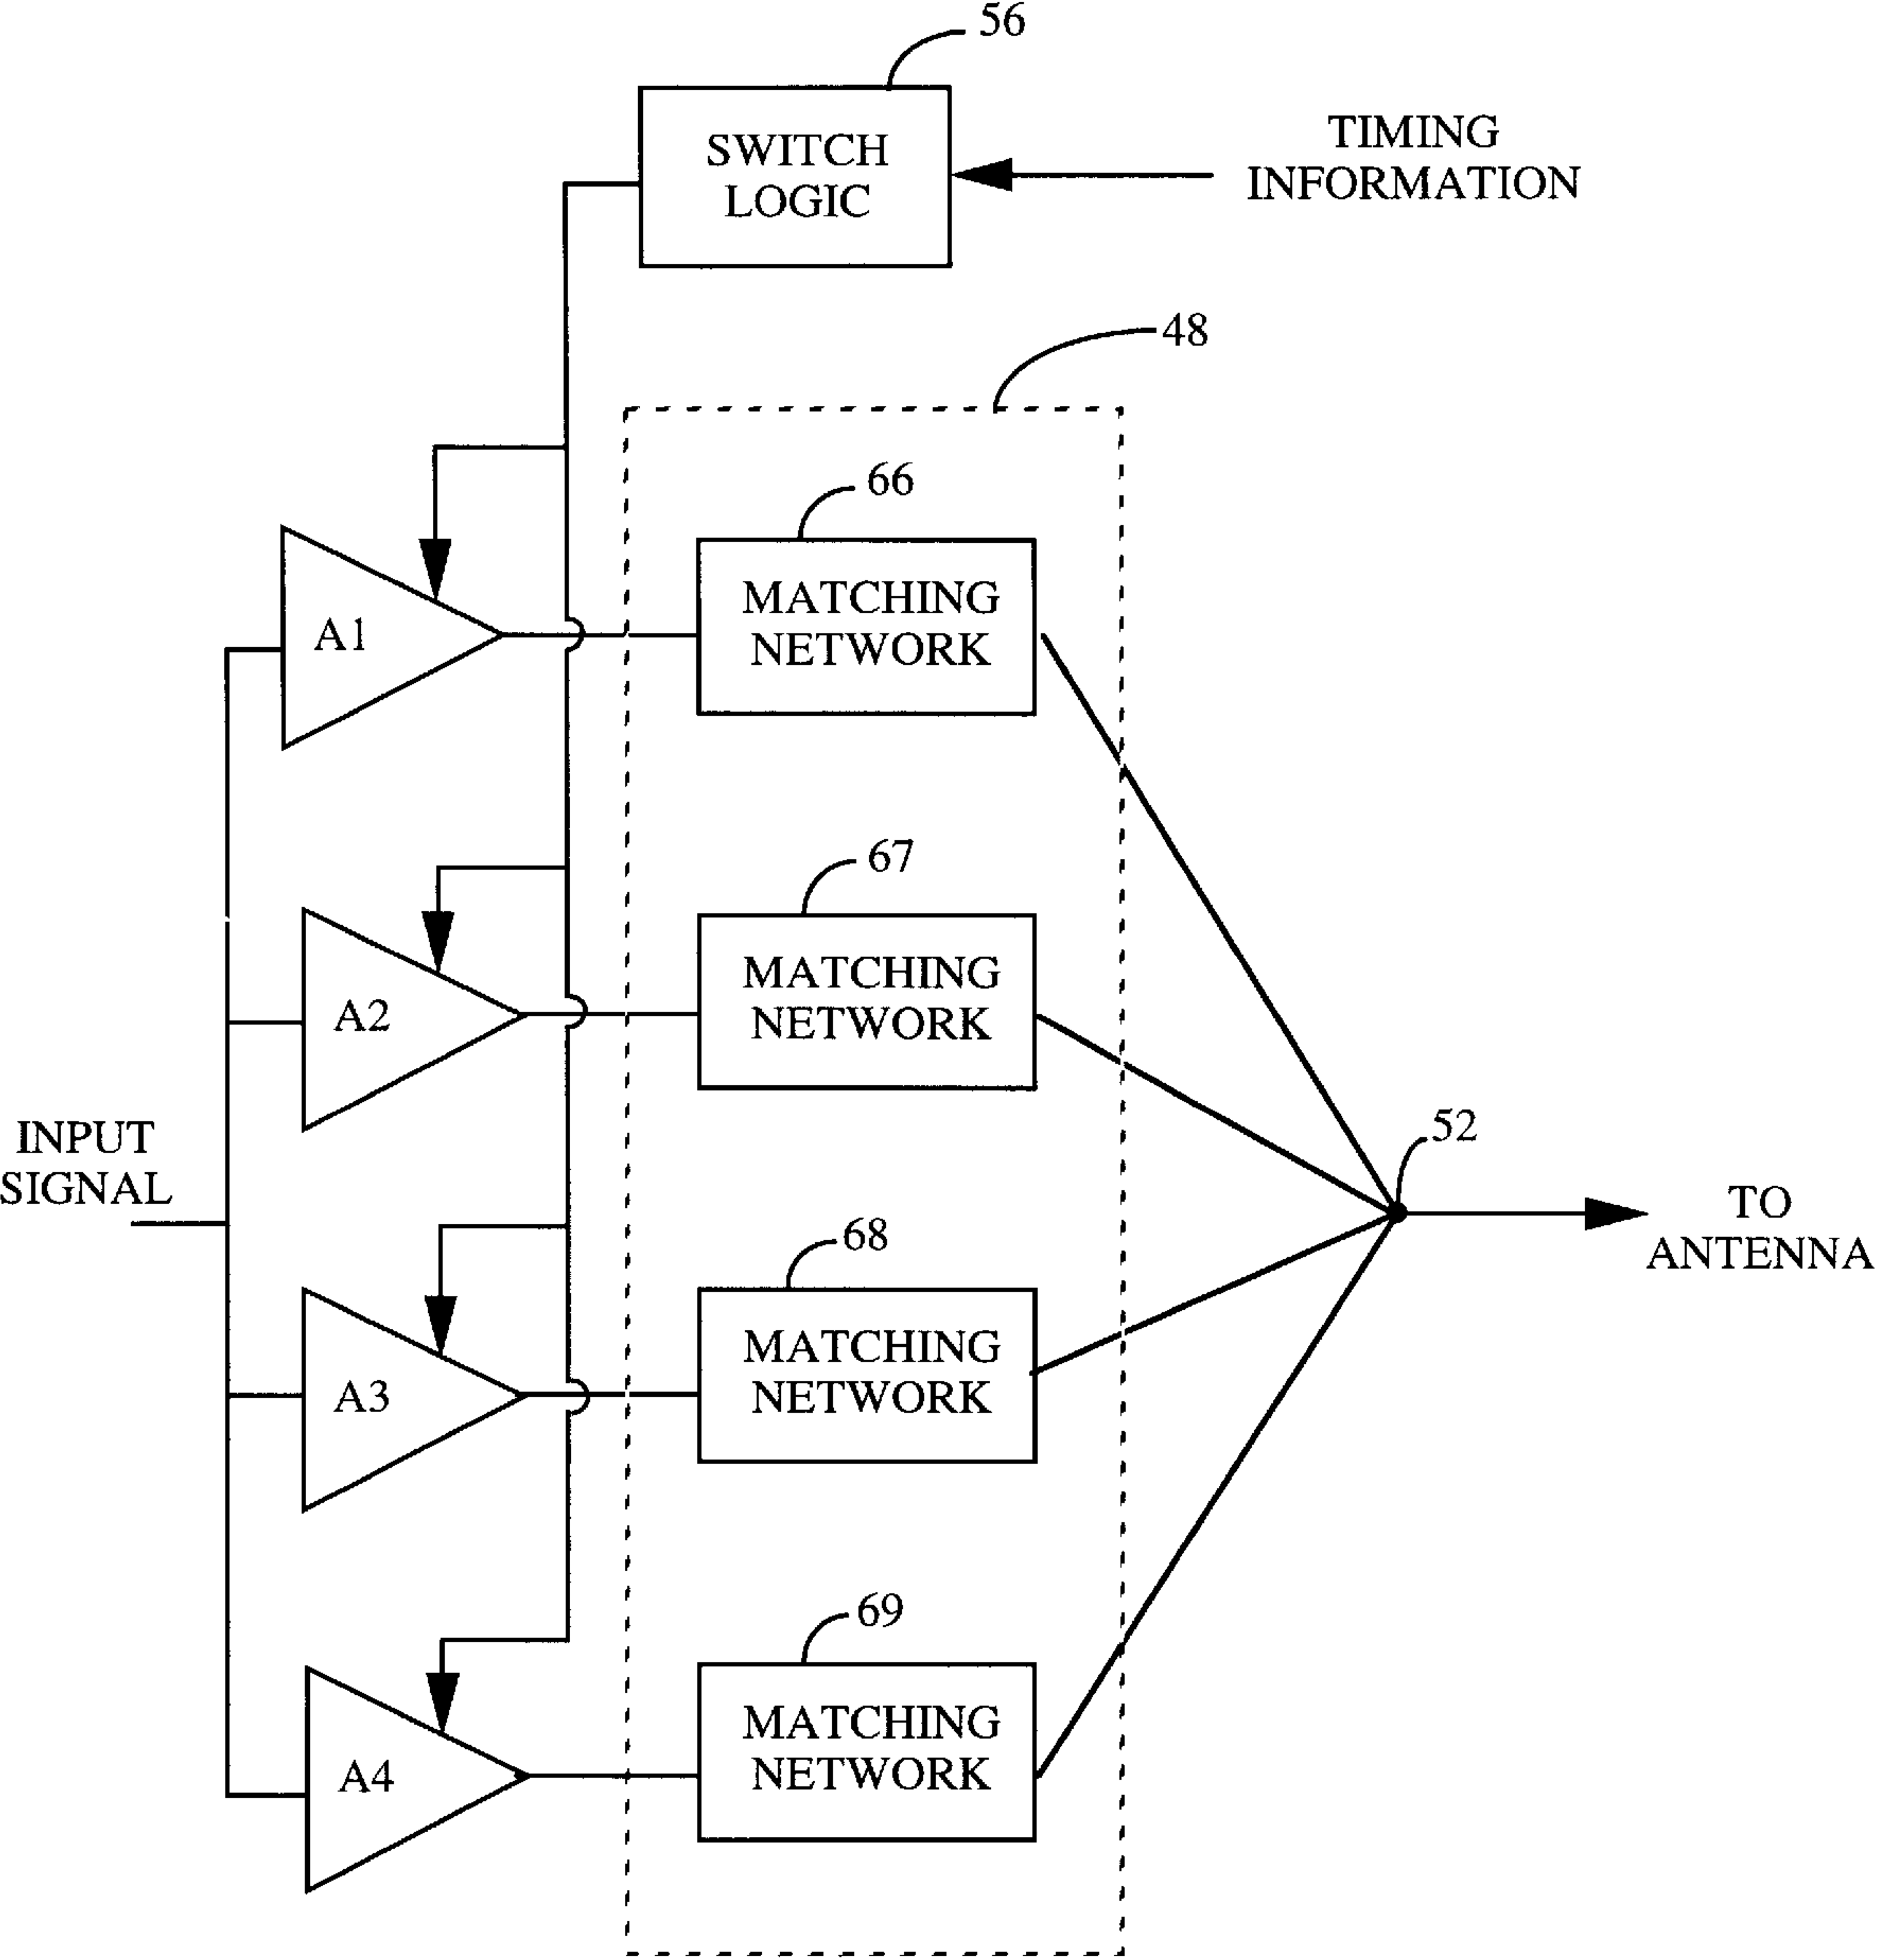 56
SWITCH
LOGIC
TIMING
INFORMATION
48
66
A1
MATCHING
NETWORK
67
A2
MATCHING
NETWORK
INPUT
SIGNAL
52
TO
ANTENNA
68
A3
MATCHING
NETWORK
69
A4
MATCHING
NETWORK